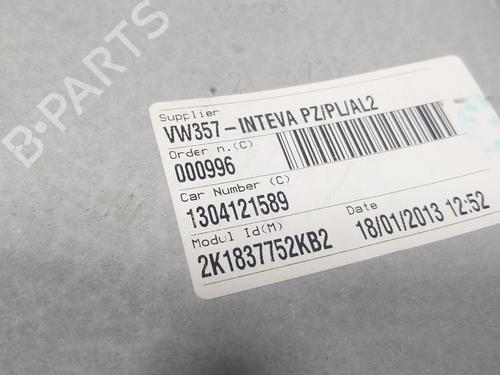 B-PARTS
Supplier
VW357-INTEVA PZ/PL/AL2
Order n.(C)
000996
Car Number (C)
1304121589
Modul Id(M)
2K1837752KB2
Date
18/01/2013 12:52